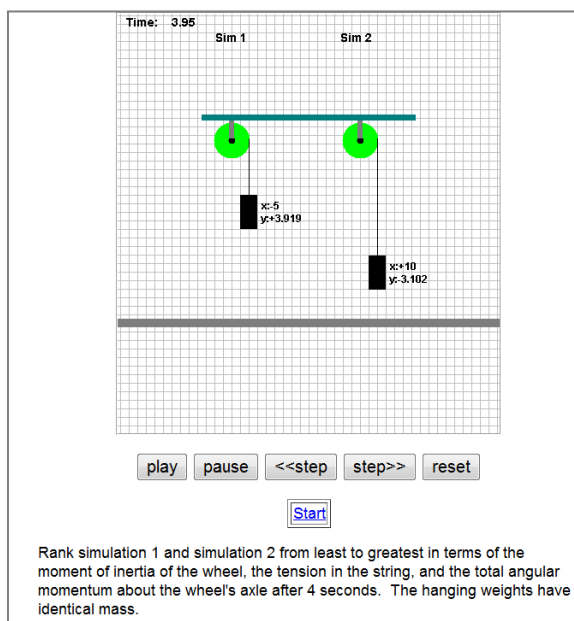 Time: 3.95
Sim 1 Sim 2
x:-5
y:+3.919
x:+10
y:-3.102
play pause <<step step>> reset
Start
Rank simulation 1 and simulation 2 from least to greatest in terms of the
moment of inertia of the wheel, the tension in the string, and the total angular
momentum about the wheel's axle after 4 seconds. The hanging weights have
identical mass.